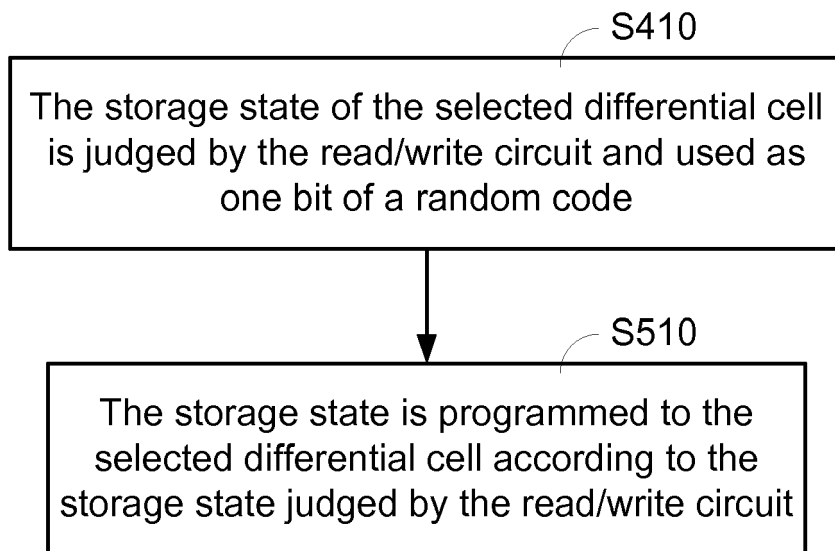 S410
The storage state of the selected differential cell
is judged by the read/write circuit and used as
one bit of a random code
S510
The storage state is programmed to the
selected differential cell according to the
storage state judged by the read/write circuit